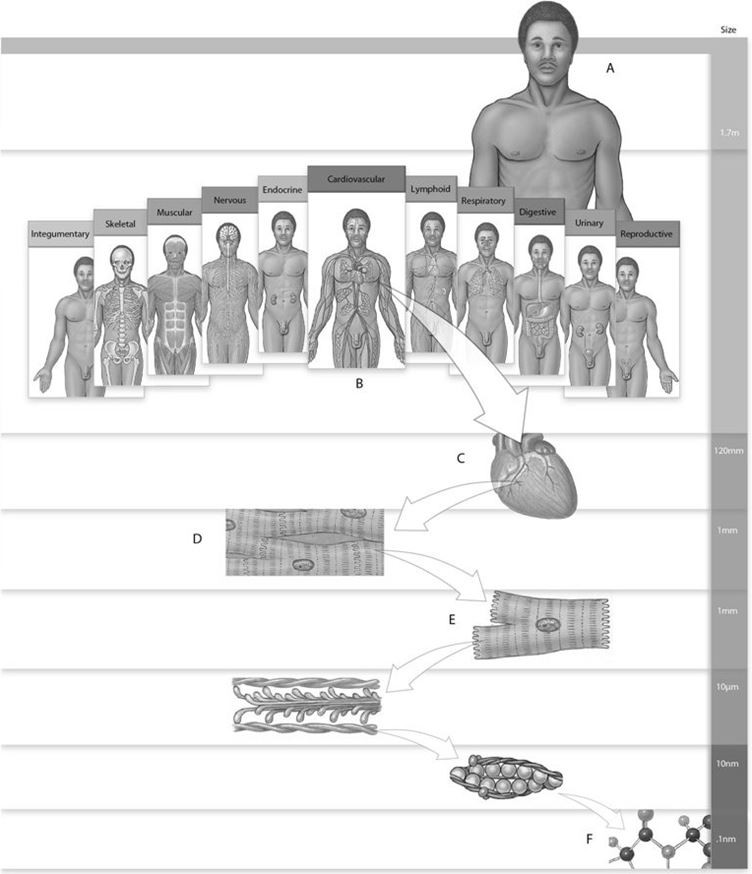 Size
A
1.7m
Cardiovascular
Endocrine
Lymphoid
Nervous
Respiratory
Muscular
Digestive
Skeletal
Urinary
Integumentary
Reproductive
B
120mm
C
1mm
D
1mm
E
10μm
10nm
F
.1nm